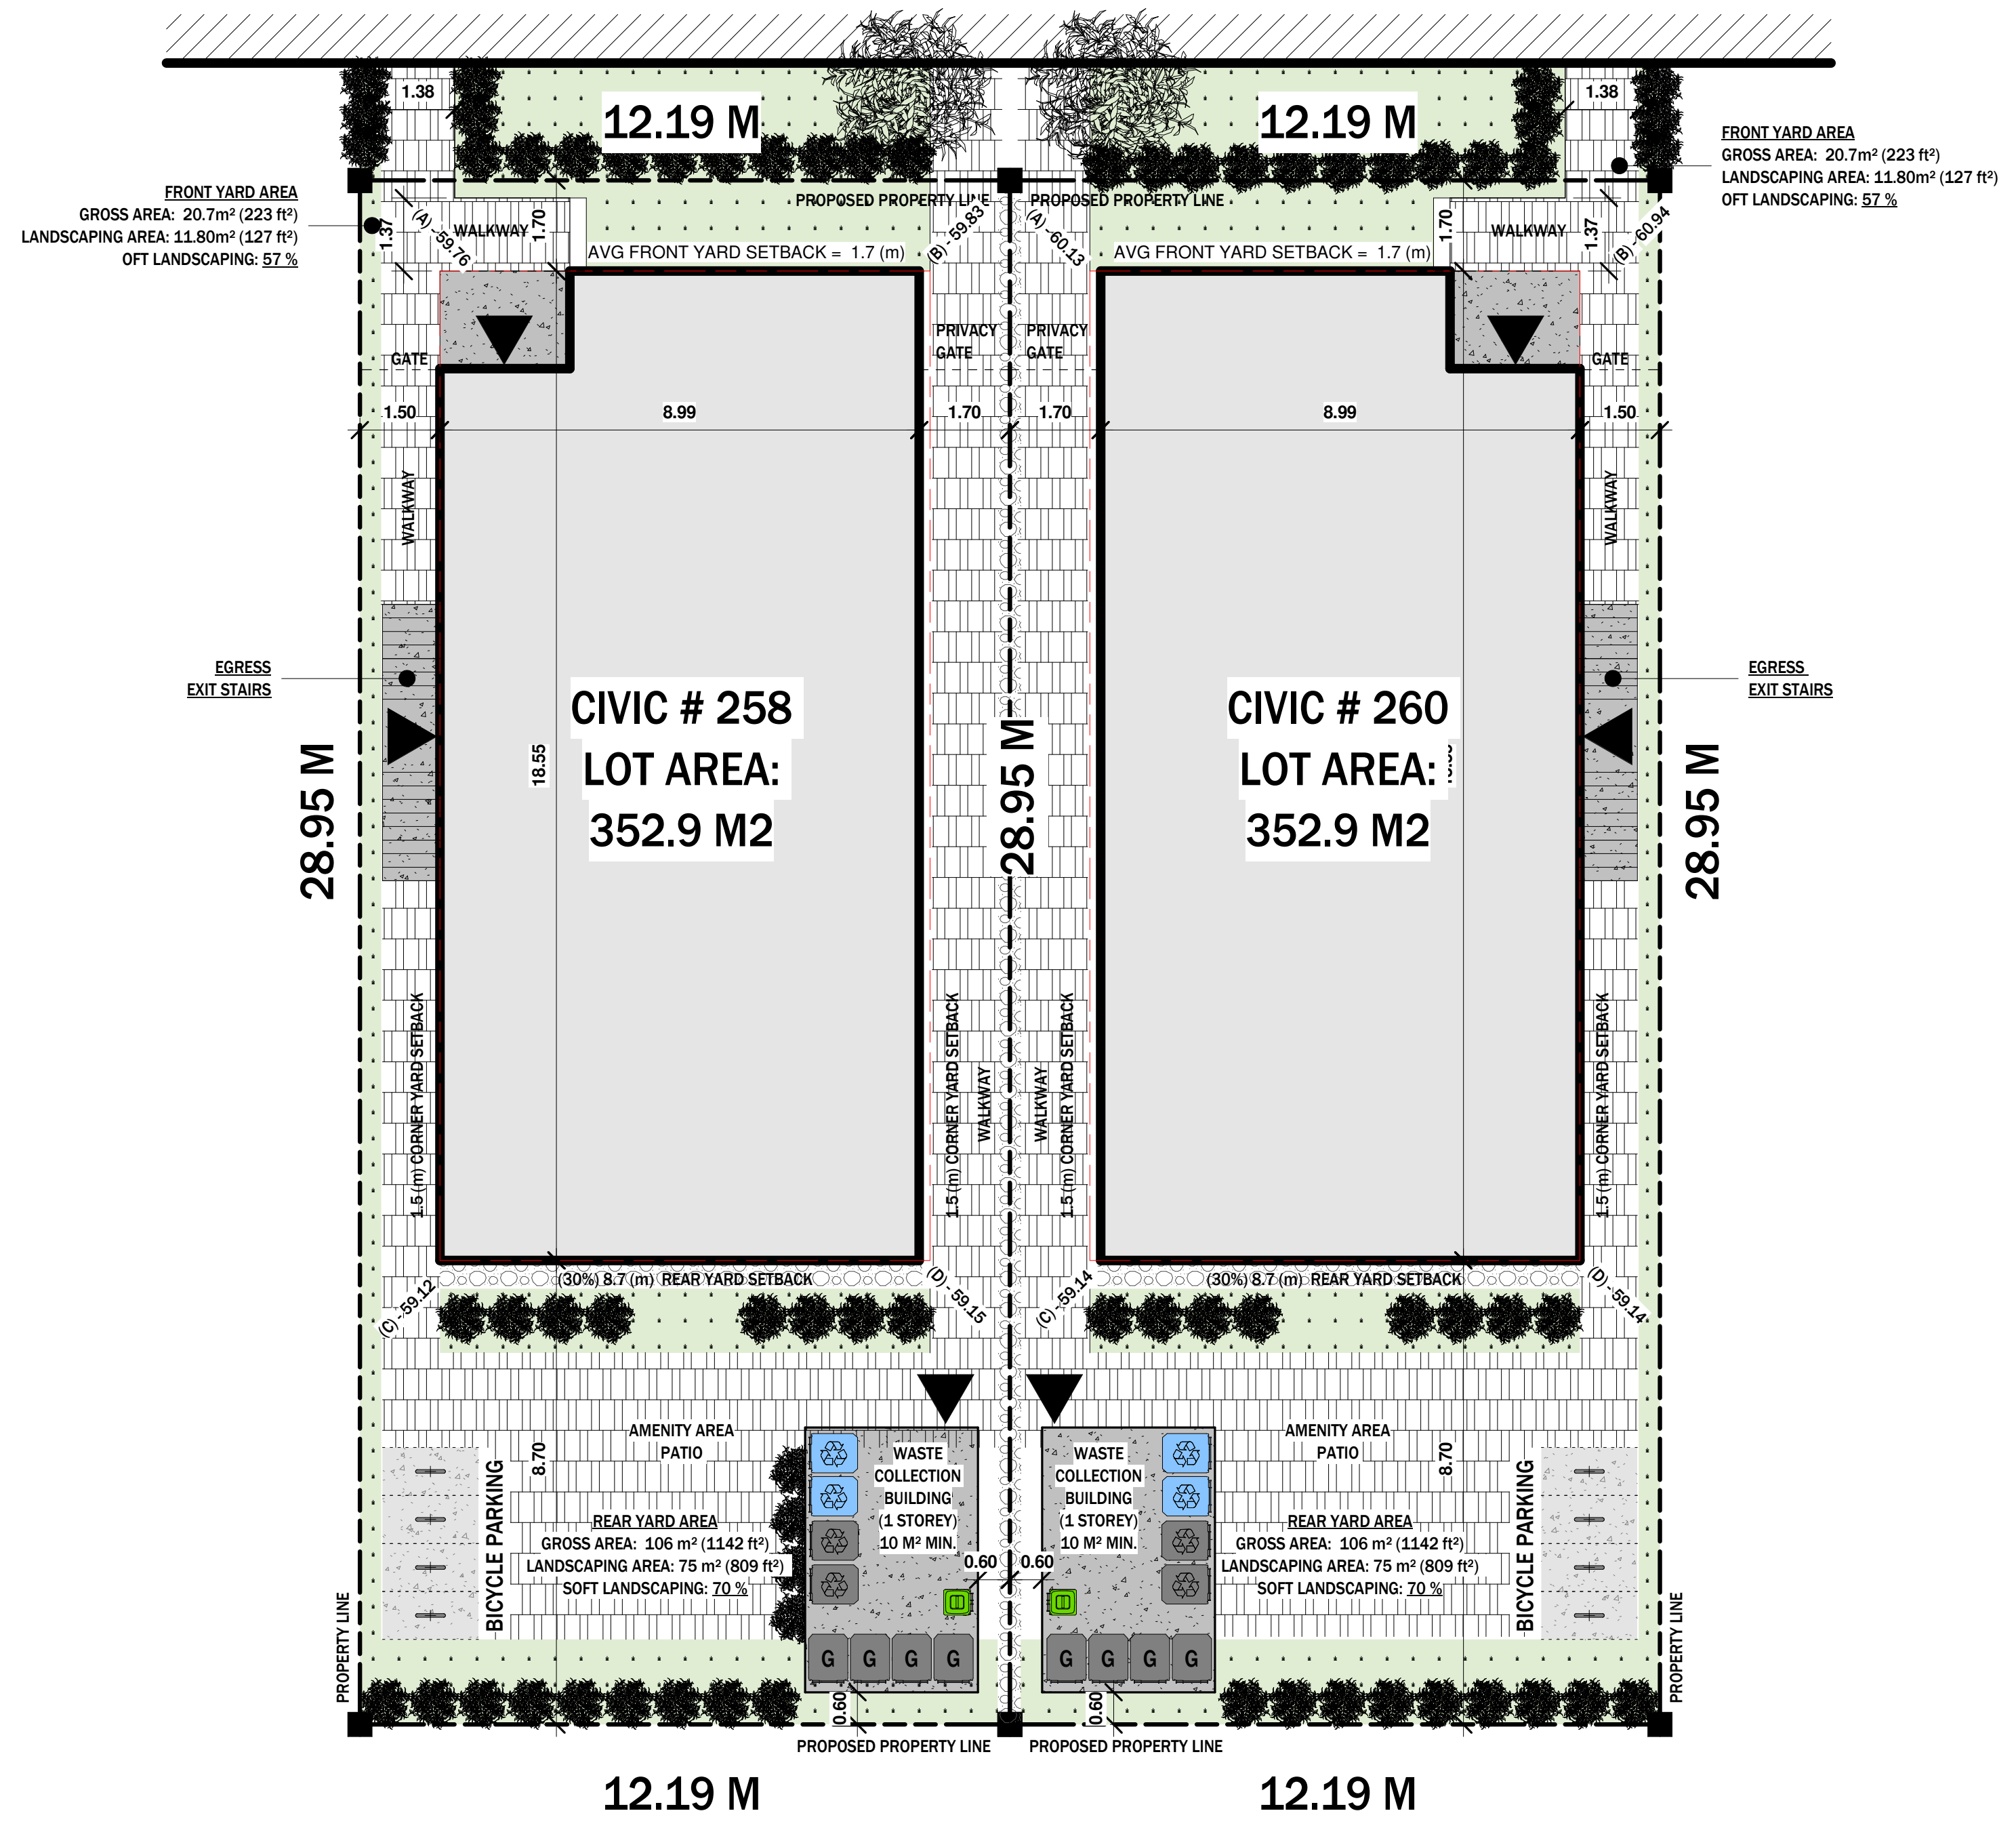 1.38
12.19 M
12.19 M
1.38
FRONT YARD AREA
GROSS AREA: 20.7m² (223 ft²)
LANDSCAPING AREA: 11.80m² (127 ft²)
OFT LANDSCAPING: 57 %
FRONT YARD AREA
GROSS AREA: 20.7m² (223 ft²)
LANDSCAPING AREA: 11.80m² (127 ft²)
OFT LANDSCAPING: 57 %
PROPOSED PROPERTY LINE
PROPOSED PROPERTY LINE
1.37
(A) - 59.76
WALKWAY
1.70
AVG FRONT YARD SETBACK = 1.7 (m)
(B) - 59.83
(A) - 60.13
AVG FRONT YARD SETBACK = 1.7 (m)
1.70
WALKWAY
1.37
(B) - 60.94
GATE
PRIVACY
GATE
PRIVACY
GATE
GATE
1.50
8.99
1.70
1.70
8.99
1.50
WALKWAY
WALKWAY
EGRESS
EXIT STAIRS
EGRESS
EXIT STAIRS
28.95 M
18.55
CIVIC # 258
LOT AREA:
352.9 M2
28.95 M
CIVIC # 260
LOT AREA:
352.9 M2
28.95 M
1.5 (m) CORNER YARD SETBACK
1.5 (m) CORNER YARD SETBACK
WALKWAY
WALKWAY
1.5 (m) CORNER YARD SETBACK
1.5 (m) CORNER YARD SETBACK
(C) - 59.12
(30%) 8.7 (m) REAR YARD SETBACK
(D) - 59.15
(C) - 59.14
(30%) 8.7 (m) REAR YARD SETBACK
(D) - 59.14
BICYCLE PARKING
8.70
AMENITY AREA
PATIO
REAR YARD AREA
GROSS AREA: 106 m² (1142 ft²)
LANDSCAPING AREA: 75 m² (809 ft²)
SOFT LANDSCAPING: 70 %
WASTE
COLLECTION
BUILDING
(1 STOREY)
10 M² MIN.
0.60
0.60
WASTE
COLLECTION
BUILDING
(1 STOREY)
10 M² MIN.
AMENITY AREA
PATIO
8.70
REAR YARD AREA
GROSS AREA: 106 m² (1142 ft²)
LANDSCAPING AREA: 75 m² (809 ft²)
SOFT LANDSCAPING: 70 %
BICYCLE PARKING
G G G G
G G G G
PROPERTY LINE
0.60
0.60
PROPERTY LINE
PROPOSED PROPERTY LINE
PROPOSED PROPERTY LINE
12.19 M
12.19 M